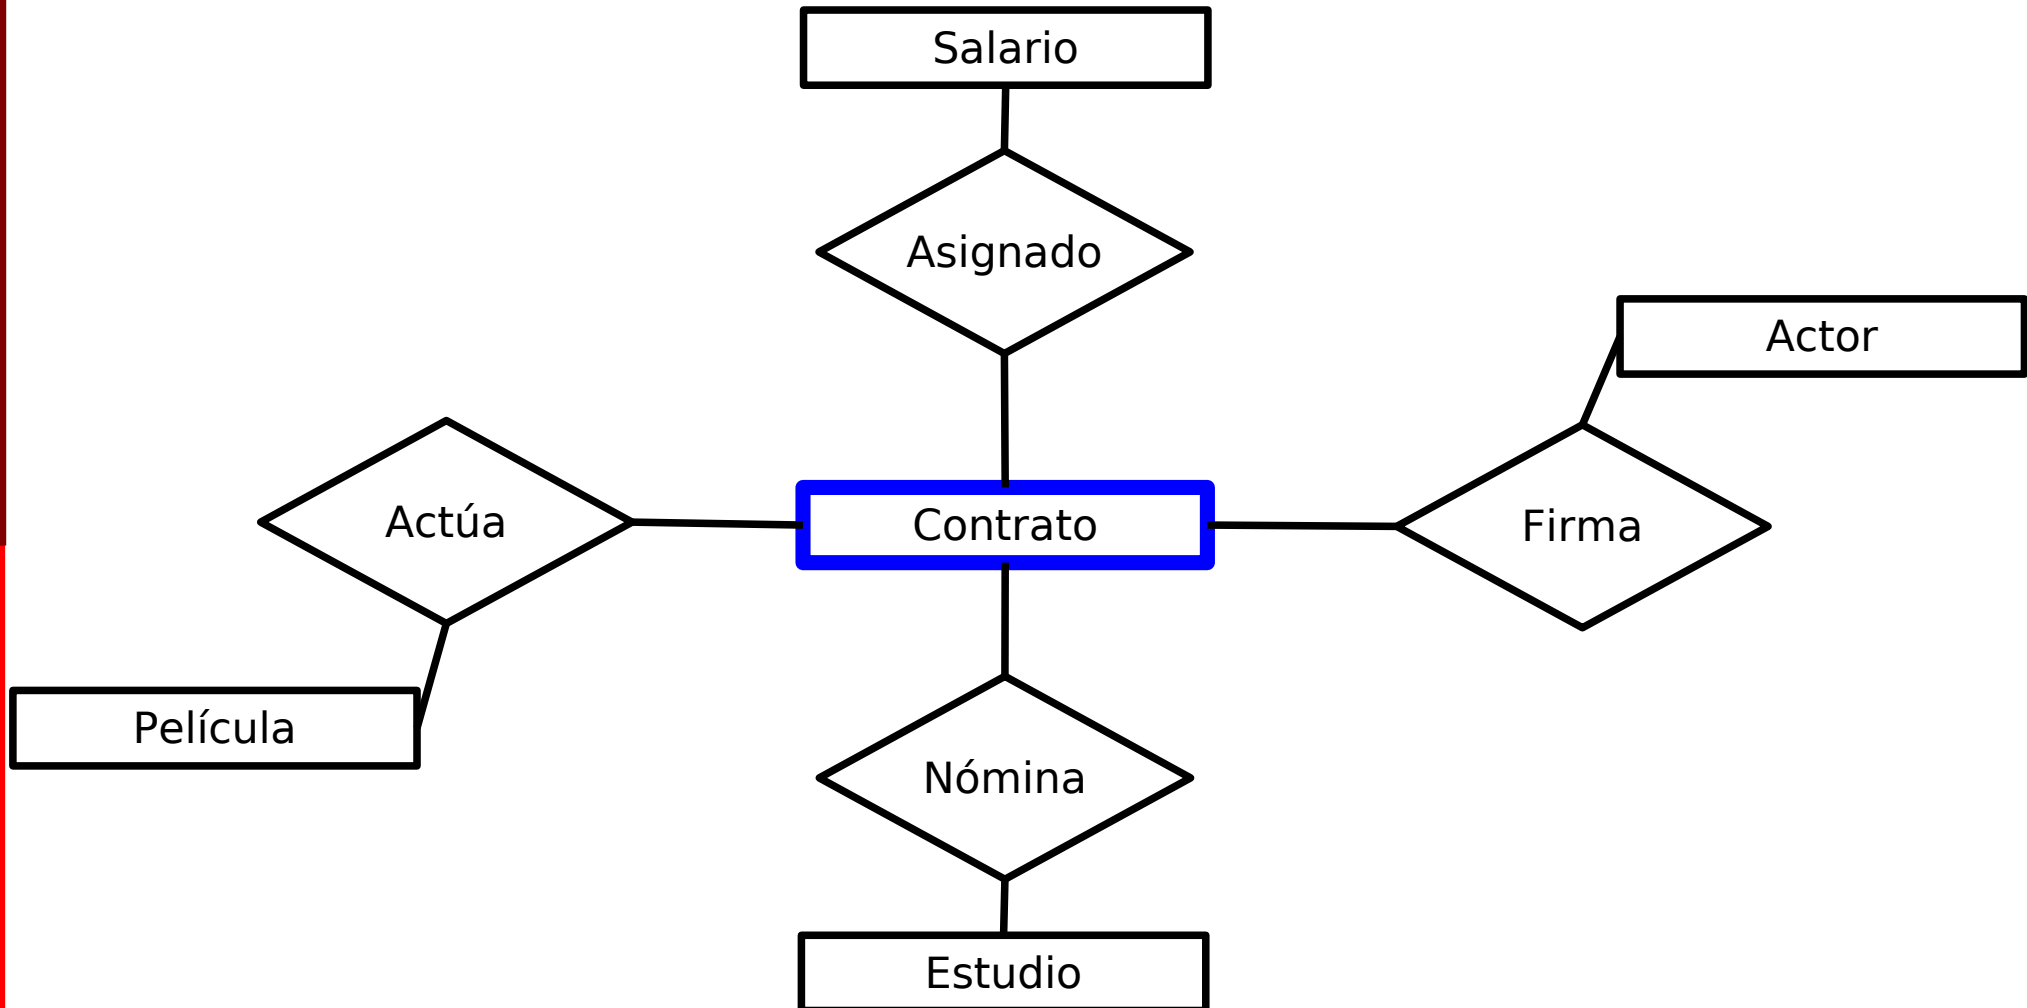 Salario
Asignado
Actor
Actúa
Contrato
Firma
Película
Nómina
Estudio